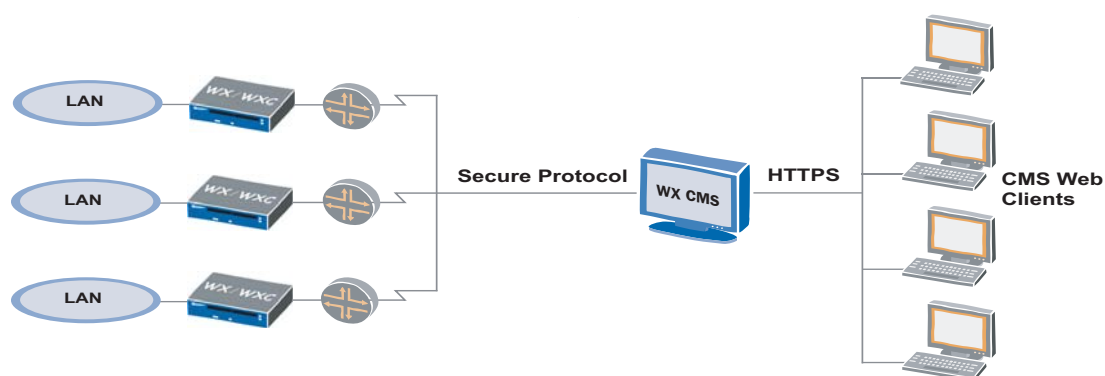 LAN
WX/WXC
LAN
WX/WXC
LAN
WX/WXC
Secure Protocol
WX CMS
HTTPS
CMS Web
Clients